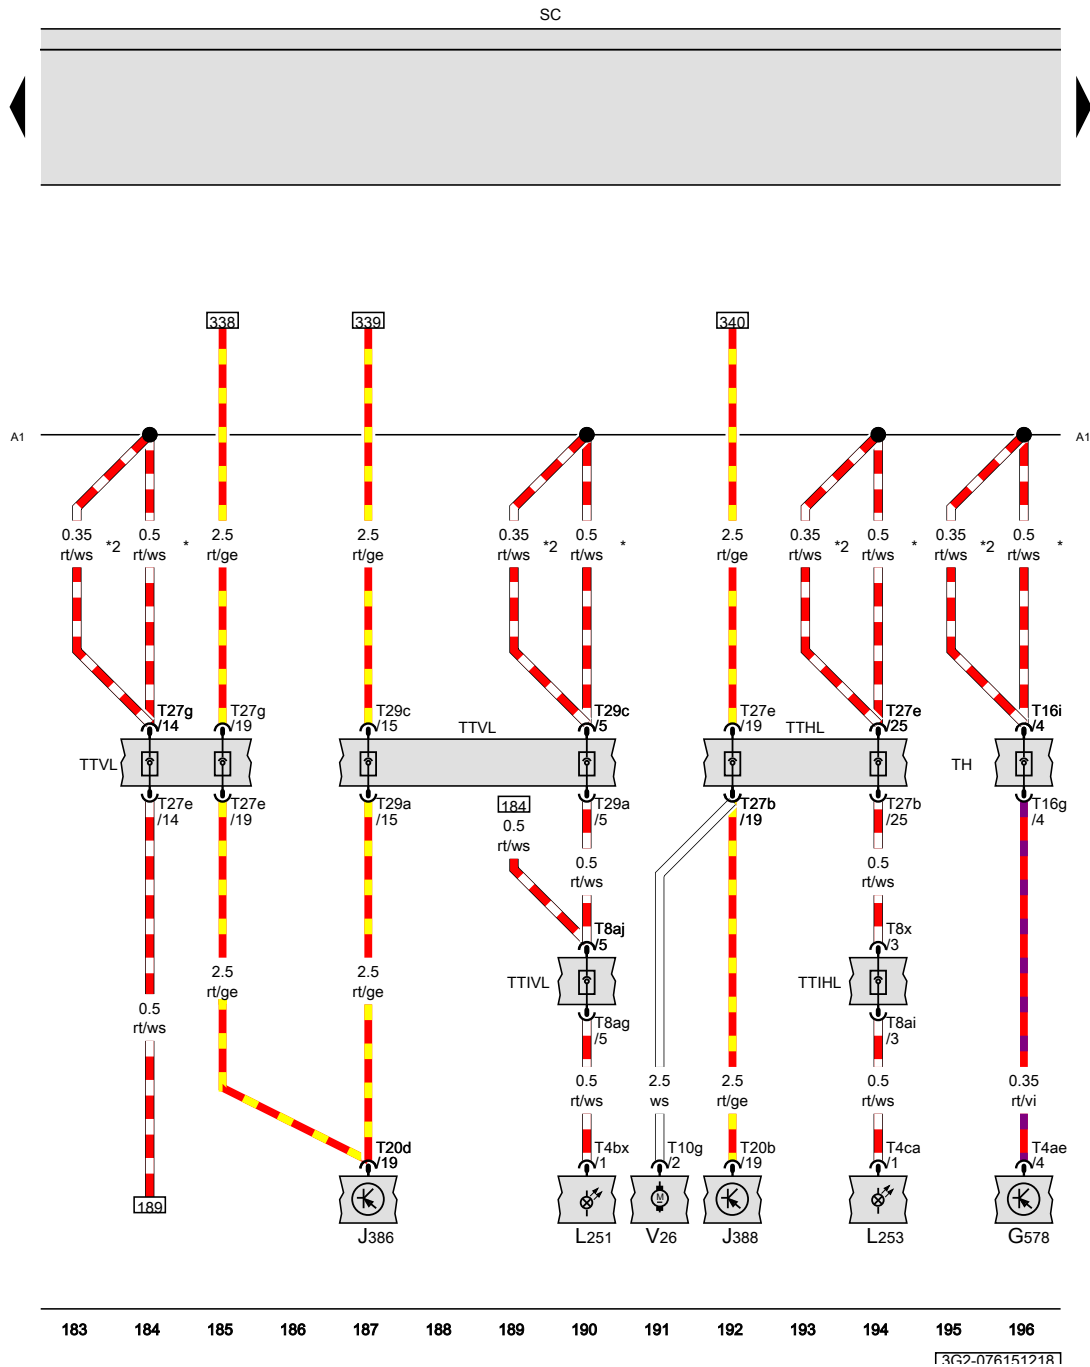 SC
338 339 340
A1 A1
0.35 0.5 2.5 2.5 0.35 0.5 2.5 0.35 0.5 0.35 0.5
rt/ws *2 rt/ws * rt/ge rt/ge rt/ws *2 rt/ws * rt/ge rt/ws *2 rt/ws * rt/ws *2 rt/ws *
T27g T27g T29c T29c T27e T27e T16i
/14 /19 /15 /5 /19 /25 /4
TTVL TTVL TTHL TH
T27e T27e T29a T29a T27b T27b T16g
/14 /19 /15 /5 /19 /25 /4
184
0.5
rt/ws
0.5 0.5
rt/ws rt/ws
T8aj T8x
/5 /3
2.5 2.5
rt/ge rt/ge
TTIVL TTIHL
0.5
rt/ws
T8ag T8ai
/5 /3
0.5 2.5 2.5 0.5 0.35
rt/ws ws rt/ge rt/ws rt/vi
T20d T4bx T10g T20b T4ca T4ae
/19 /1 /2 /19 /1 /4
189
M
J386 L251 V26 J388 L253 G578
183 184 185 186 187 188 189 190 191 192 193 194 195 196
3G2-076151218